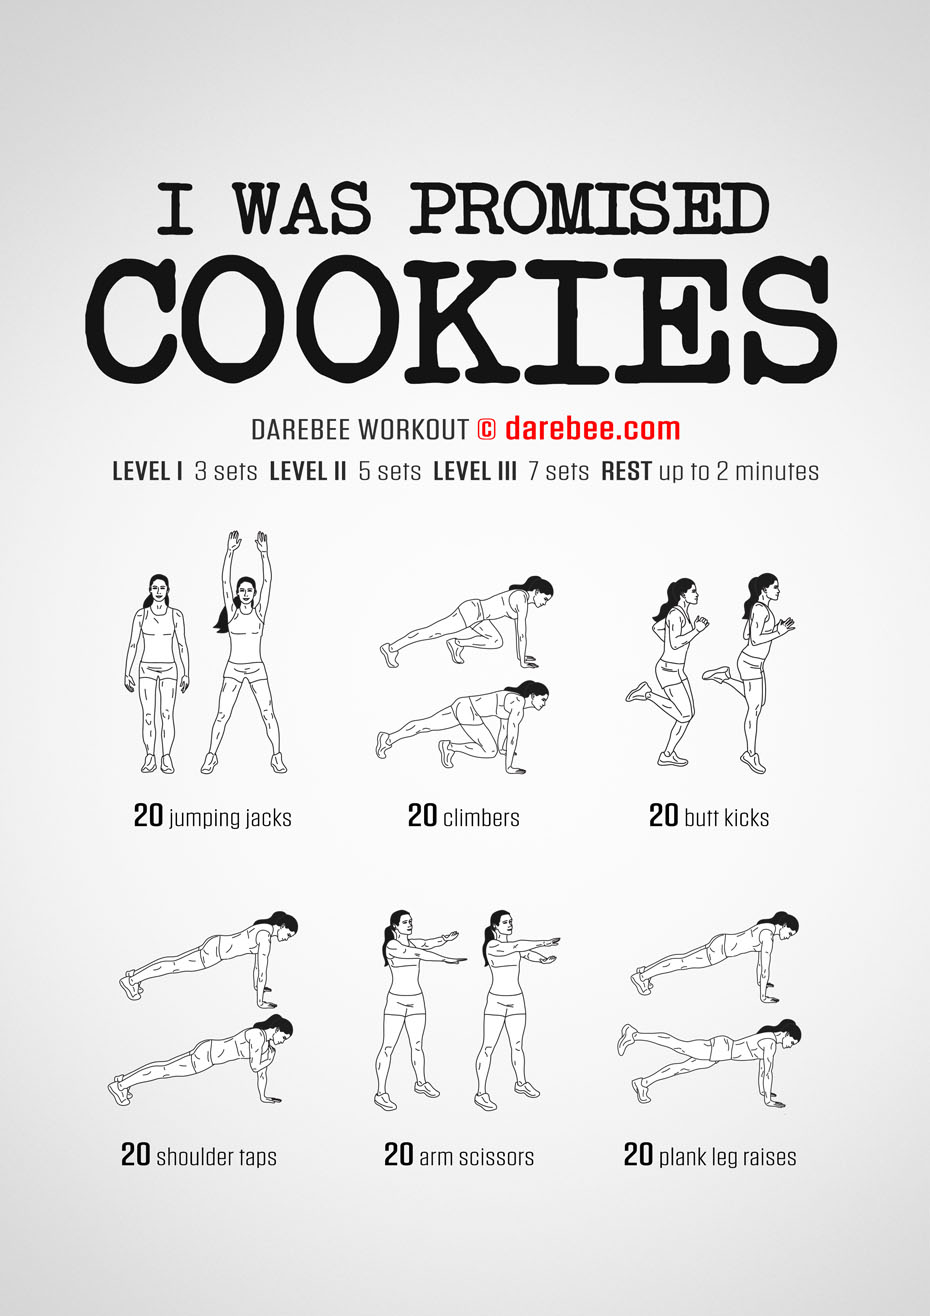 I WAS PROMISED
COOKIES
DAREBEE WORKOUT © darebee.com
LEVEL I 3 sets LEVEL II 5 sets LEVEL III 7 sets REST up to 2 minutes
20 jumping jacks
20 climbers
20 butt kicks
20 shoulder taps
20 arm scissors
20 plank leg raises